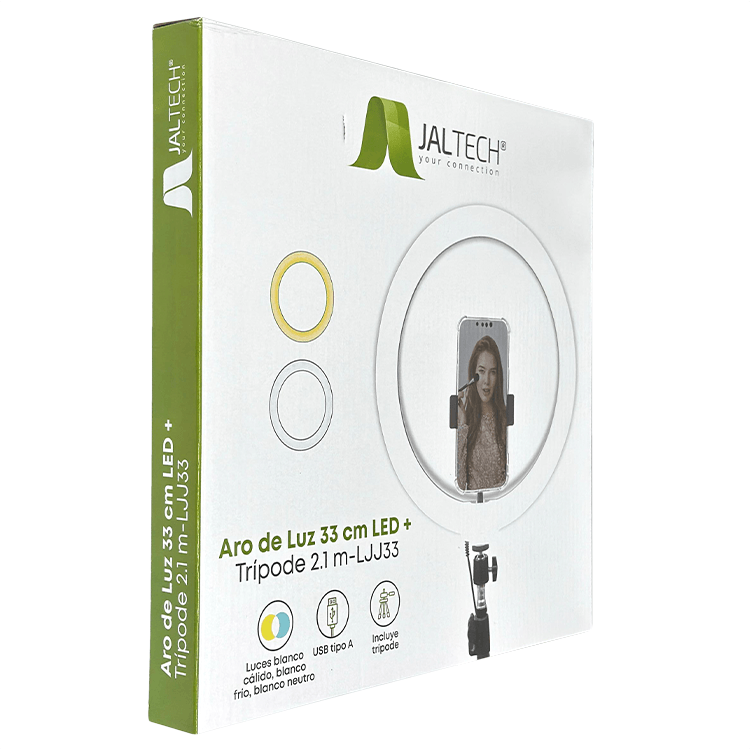 JALTECH®
your connection
Aro de Luz 33 cm LED +
Trípode 2.1 m-LJJ33
JALTECH®
your connection
Aro de Luz 33 cm LED +
Trípode 2.1 m-LJJ33
Luces blanco
cálido, blanco
frío, blanco neutro
USB tipo A
Incluye
trípode